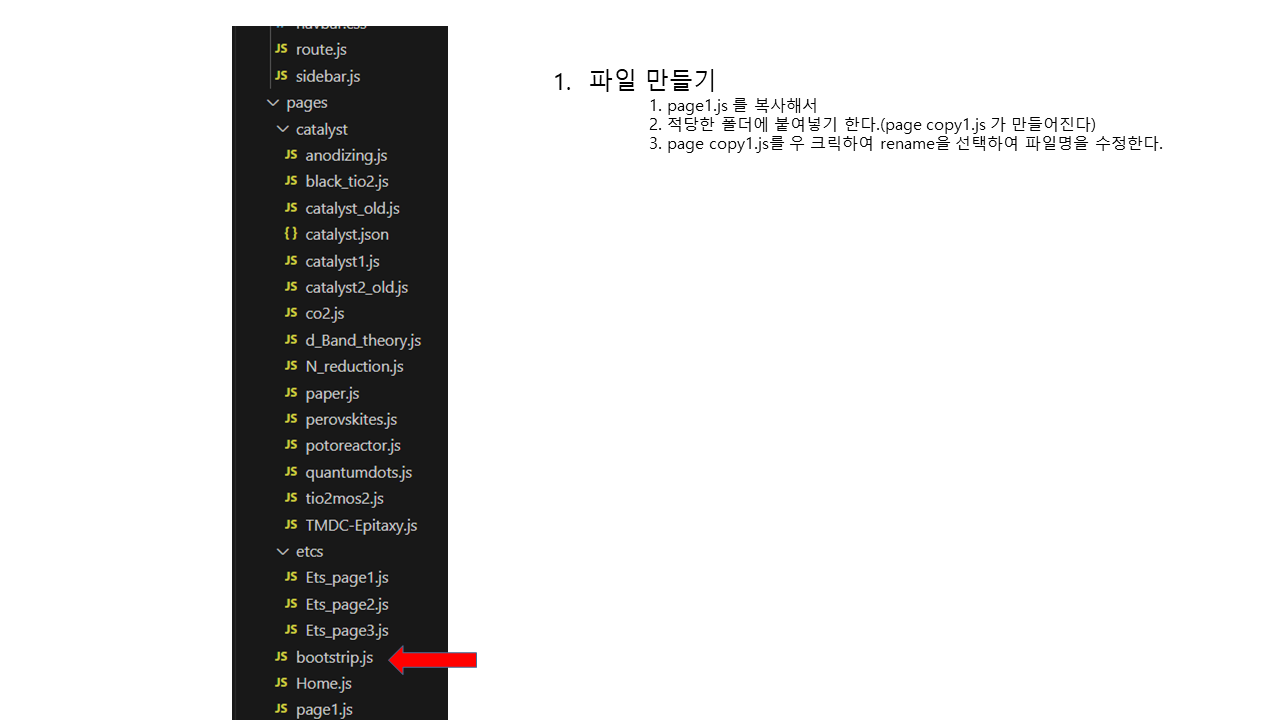 navbar.css
JS route.js
JS sidebar.js
pages
catalyst
JS anodizing.js
JS black_tio2.js
JS catalyst_old.js
{} catalyst.json
JS catalyst1.js
JS catalyst2_old.js
JS co2.js
JS d_Band_theory.js
JS N_reduction.js
JS paper.js
JS perovskites.js
JS potoreactor.js
JS quantumdots.js
JS tio2mos2.js
JS TMDC-Epitaxy.js
etcs
JS Ets_page1.js
JS Ets_page2.js
JS Ets_page3.js
JS bootstrip.js
JS Home.js
JS page1.js
1. 파일 만들기
1. page1.js 를 복사해서
2. 적당한 폴더에 붙여넣기 한다.(page copy1.js 가 만들어진다)
3. page copy1.js를 우 크릭하여 rename을 선택하여 파일명을 수정한다.